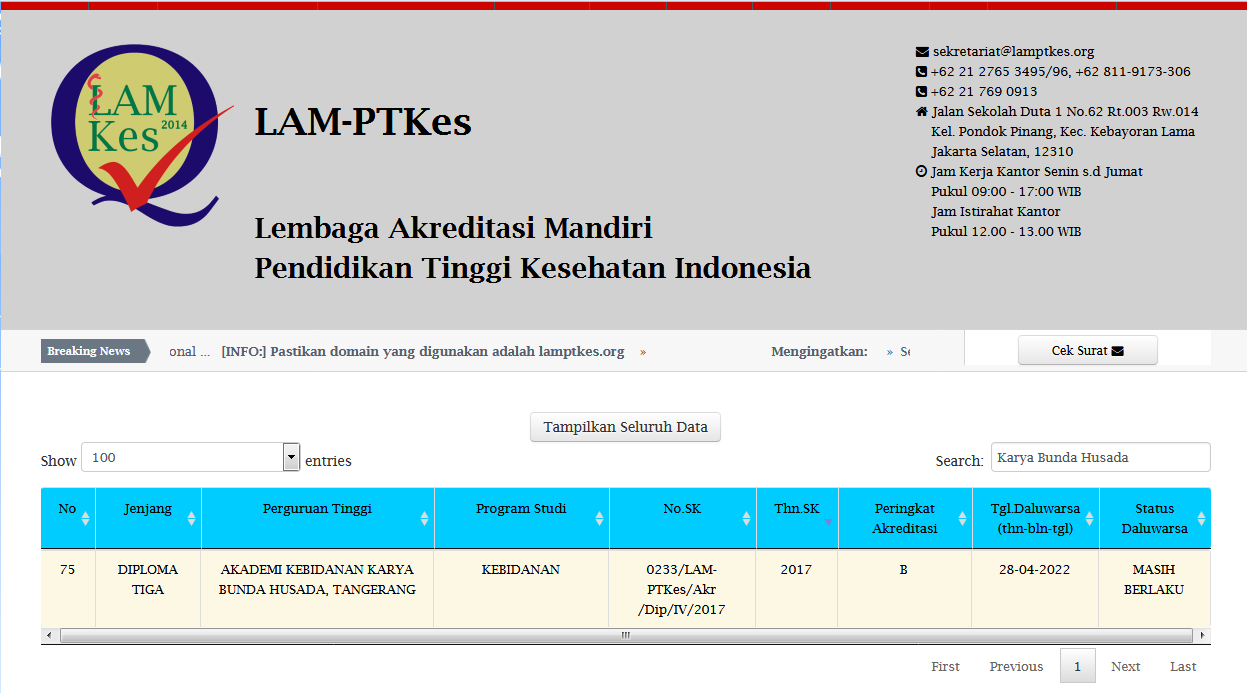 LAM
Kes 2014
LAM-PTKes
Lembaga Akreditasi Mandiri
Pendidikan Tinggi Kesehatan Indonesia
sekretariat@lamptkes.org
+62 21 2765 3495/96, +62 811-9173-306
+62 21 769 0913
Jalan Sekolah Duta 1 No.62 Rt.003 Rw.014
Kel. Pondok Pinang, Kec. Kebayoran Lama
Jakarta Selatan, 12310
Jam Kerja Kantor Senin s.d Jumat
Pukul 09:00 - 17:00 WIB
Jam Istirahat Kantor
Pukul 12.00 - 13.00 WIB
Breaking News onal ... [INFO:] Pastikan domain yang digunakan adalah lamptkes.org » Mengingatkan: » Se Cek Surat
Tampilkan Seluruh Data
Show 100 entries Search: Karya Bunda Husada
No Jenjang Perguruan Tinggi Program Studi No.SK Thn.SK Peringkat Tgl.Daluwarsa Status
Akreditasi (thn-bln-tgl) Daluwarsa
75 DIPLOMA AKADEMI KEBIDANAN KARYA KEBIDANAN 0233/LAM- 2017 B 28-04-2022 MASIH
TIGA BUNDA HUSADA, TANGERANG PTKes/Akr BERLAKU
/Dip/IV/2017
First Previous 1 Next Last